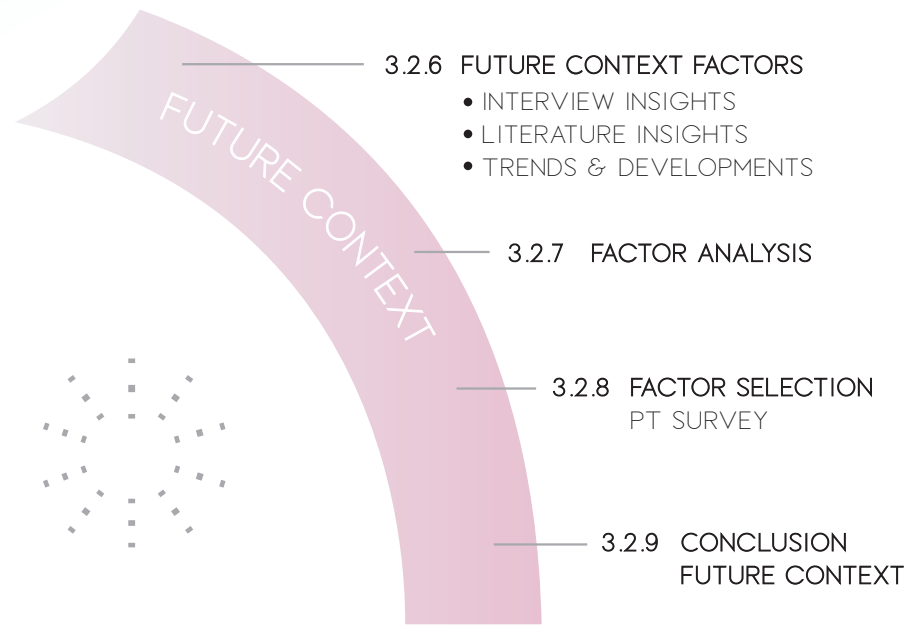 3.2.6 FUTURE CONTEXT FACTORS
• INTERVIEW INSIGHTS
• LITERATURE INSIGHTS
• TRENDS & DEVELOPMENTS
FUTURE CONTEXT
3.2.7 FACTOR ANALYSIS
3.2.8 FACTOR SELECTION
PT SURVEY
3.2.9 CONCLUSION
FUTURE CONTEXT